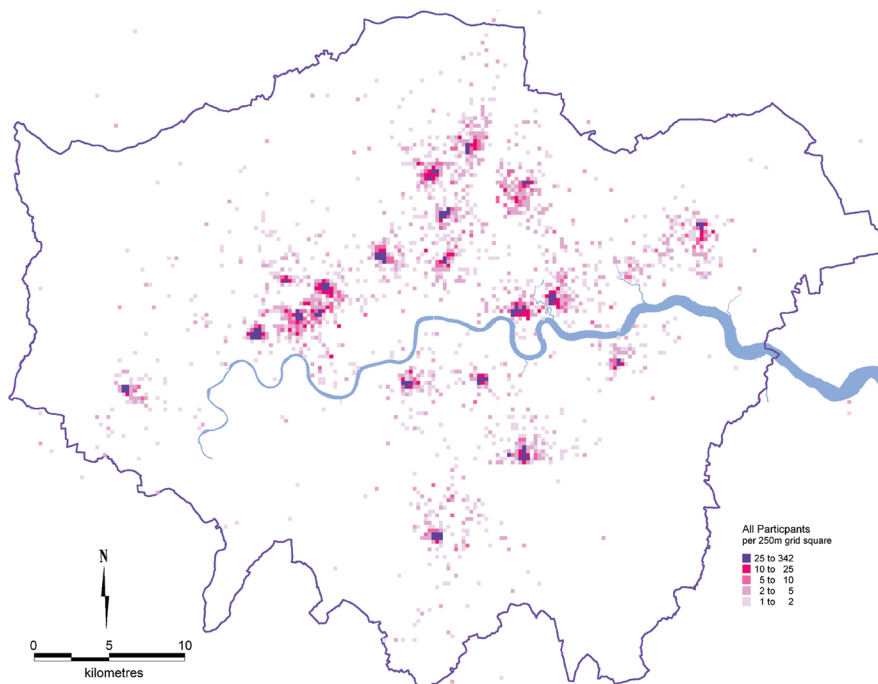 All Particpants
per 250m grid square
25 to 342
10 to 25
5 to 10
2 to 5
1 to 2
N
0 5 10
kilometres